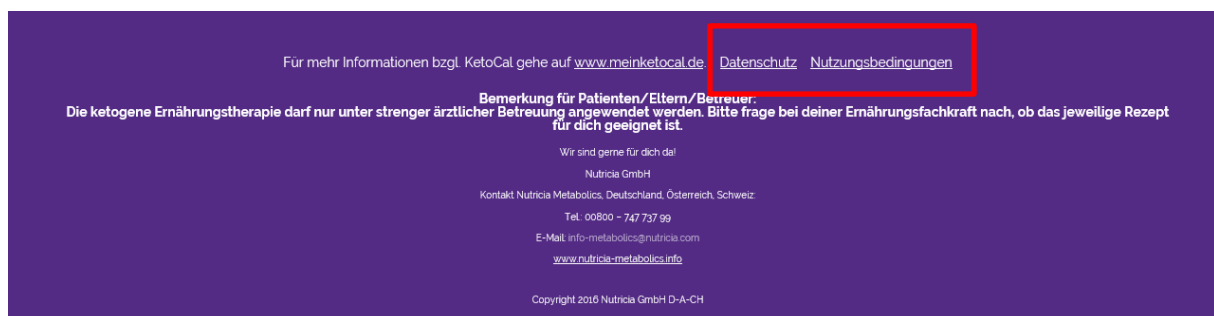 Für mehr Informationen bzgl. KetoCal gehe auf www.meinketocal.de. Datenschutz Nutzungsbedingungen
Bemerkung für Patienten/Eltern/Betreuer:
Die ketogene Ernährungstherapie darf nur unter strenger ärztlicher Betreuung angewendet werden. Bitte frage bei deiner Ernährungsfachkraft nach, ob das jeweilige Rezept
für dich geeignet ist.
Wir sind gerne für dich da!
Nutricia GmbH
Kontakt Nutricia Metabolics, Deutschland, Österreich, Schweiz:
Tel.: 00800 – 747 737 99
E-Mail: info-metabolics@nutricia.com
www.nutricia-metabolics.info
Copyright 2016 Nutricia GmbH D-A-CH